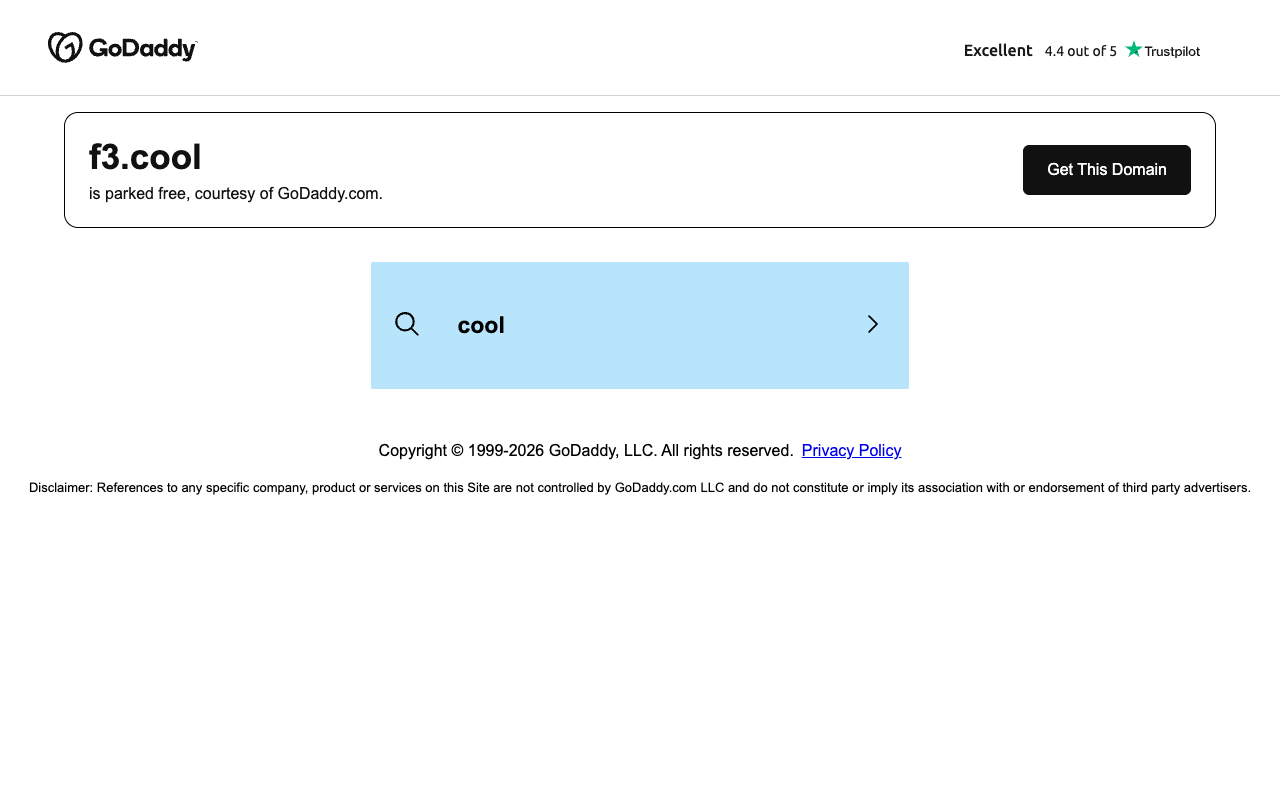 GoDaddy
Excellent 4.4 out of 5 Trustpilot
f3.cool
is parked free, courtesy of GoDaddy.com.
Get This Domain
cool
Copyright © 1999-2026 GoDaddy, LLC. All rights reserved. Privacy Policy
Disclaimer: References to any specific company, product or services on this Site are not controlled by GoDaddy.com LLC and do not constitute or imply its association with or endorsement of third party advertisers.